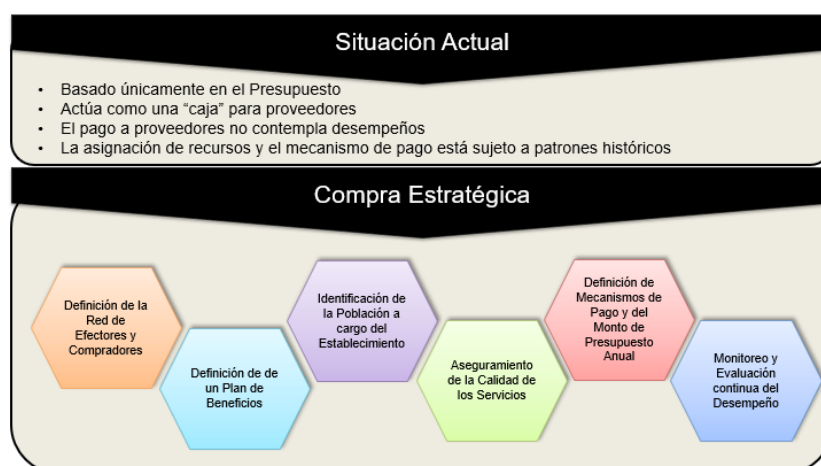 Situación Actual
• Basado únicamente en el Presupuesto
• Actúa como una “caja” para proveedores
• El pago a proveedores no contempla desempeños
• La asignación de recursos y el mecanismo de pago está sujeto a patrones históricos
Compra Estratégica
Definición de la
Red de
Efectores y
Compradores
Definición de de
un Plan de
Beneficios
Identificación de
la Población a
cargo del
Establecimiento
Aseguramiento
de la Calidad de
los Servicios
Definición de
Mecanismos de
Pago y del
Monto de
Presupuesto
Anual
Monitoreo y
Evaluación
continua del
Desempeño